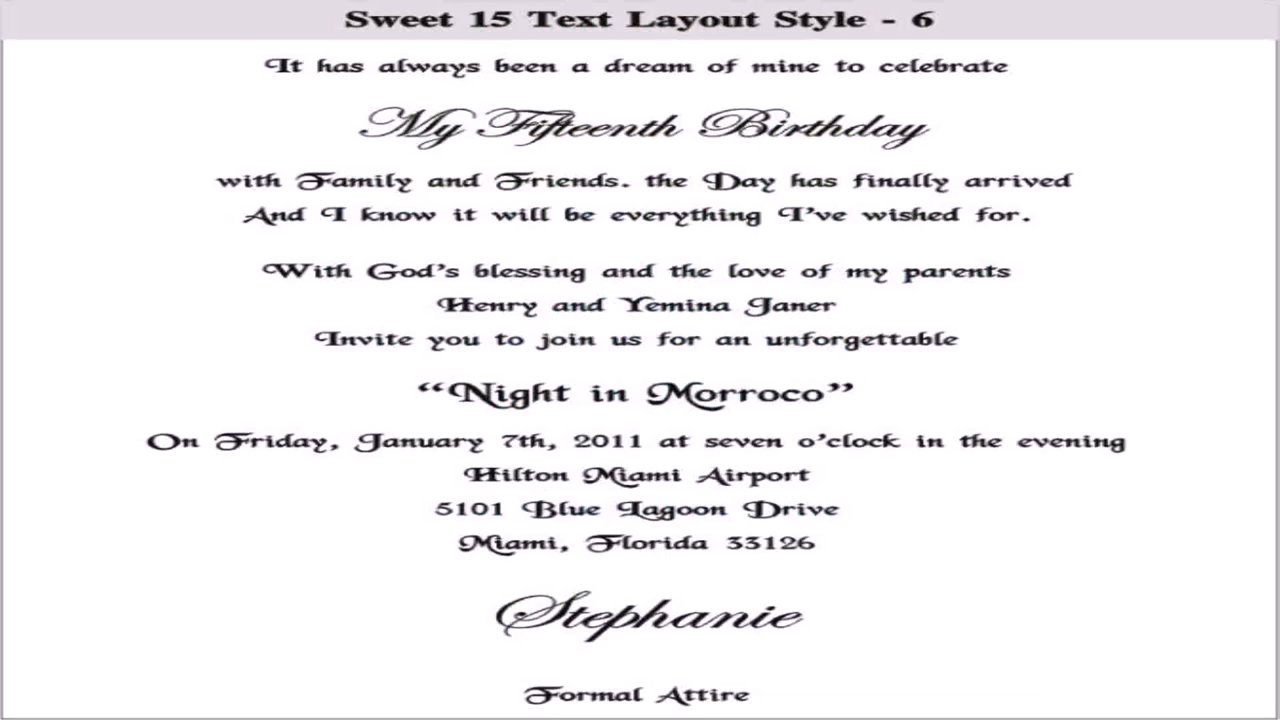 Sweet 15 Text Layout Style - 6
It has always been a dream of mine to celebrate
My Fifteenth Birthday
with Family and Friends. the Day has finally arrived
And I know it will be everything I've wished for.
With God's blessing and the love of my parents
Henry and Yemina Janer
Invite you to join us for an unforgettable
“Night in Morroco”
On Friday, January 7th, 2011 at seven o'clock in the evening
Hilton Miami Airport
5101 Blue Lagoon Drive
Miami, Florida 33126
Stephanie
Formal Attire